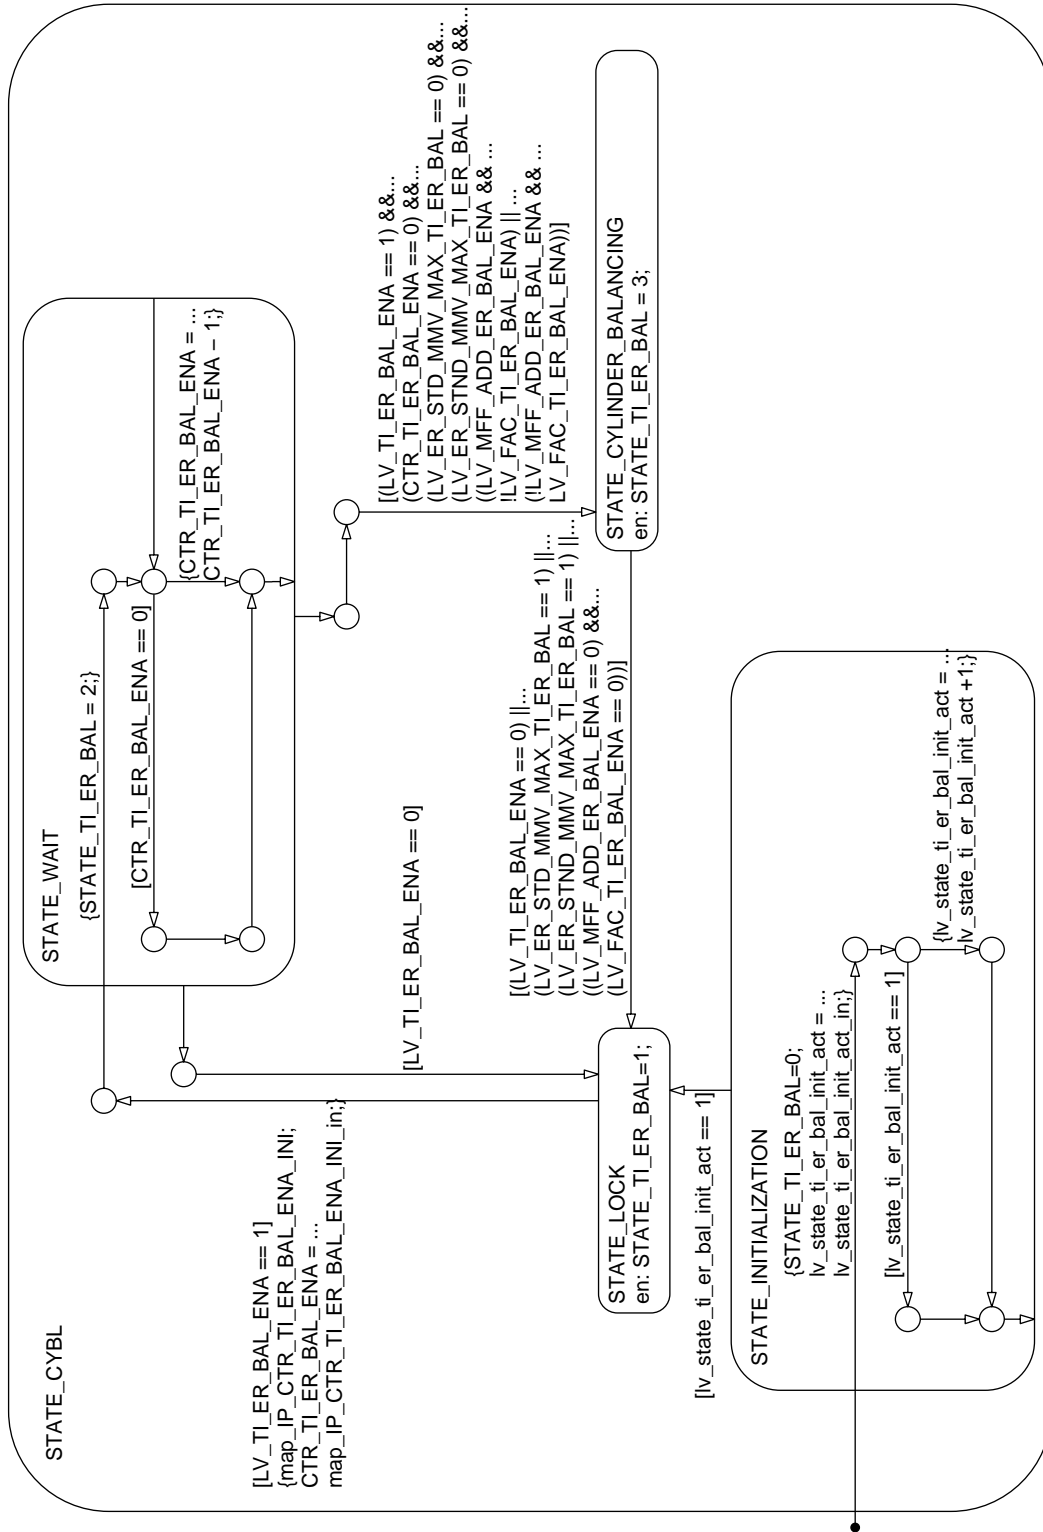 STATE_CYBL
[LV_TI_ER_BAL_ENA == 1]
{map_IP_CTR_TI_ER_BAL_ENA_INI;
CTR_TI_ER_BAL_ENA = ...
map_IP_CTR_TI_ER_BAL_ENA_INI_in;}
STATE_WAIT
{STATE_TI_ER_BAL = 2;}
[CTR_TI_ER_BAL_ENA == 0]
{CTR_TI_ER_BAL_ENA = ...
CTR_TI_ER_BAL_ENA − 1;}
[LV_TI_ER_BAL_ENA == 0]
[(LV_TI_ER_BAL_ENA == 1) &&...
(CTR_TI_ER_BAL_ENA == 0) &&...
(LV_ER_STD_MMV_MAX_TI_ER_BAL == 0) &&...
(LV_ER_STND_MMV_MAX_TI_ER_BAL == 0) &&...
((LV_MFF_ADD_ER_BAL_ENA && ...
!LV_FAC_TI_ER_BAL_ENA) || ...
(!LV_MFF_ADD_ER_BAL_ENA && ...
LV_FAC_TI_ER_BAL_ENA))]
STATE_LOCK
en: STATE_TI_ER_BAL=1;
[(LV_TI_ER_BAL_ENA == 0) ||...
(LV_ER_STD_MMV_MAX_TI_ER_BAL == 1) ||...
(LV_ER_STND_MMV_MAX_TI_ER_BAL == 1) ||...
((LV_MFF_ADD_ER_BAL_ENA == 0) &&...
(LV_FAC_TI_ER_BAL_ENA == 0))]
STATE_CYLINDER_BALANCING
en: STATE_TI_ER_BAL = 3;
[lv_state_ti_er_bal_init_act == 1]
STATE_INITIALIZATION
{STATE_TI_ER_BAL=0;
lv_state_ti_er_bal_init_act = ...
lv_state_ti_er_bal_init_act_in;}
[lv_state_ti_er_bal_init_act == 1]
{lv_state_ti_er_bal_init_act = ...
lv_state_ti_er_bal_init_act +1;}